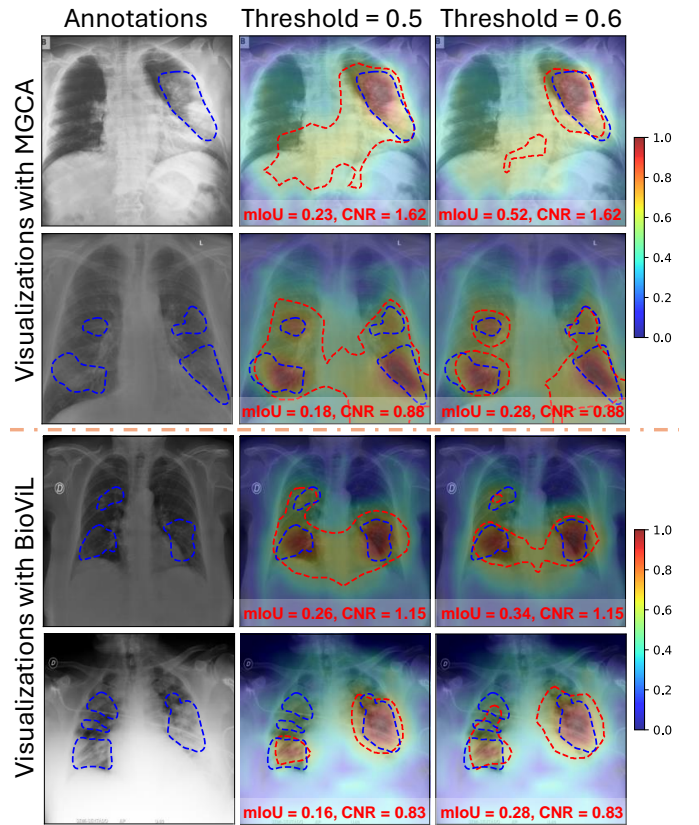 Annotations
Threshold = 0.5
Threshold = 0.6
Visualizations with MGCA
B
B
B
mIoU = 0.23, CNR = 1.62
mIoU = 0.52, CNR = 1.62
1.0
0.8
0.6
0.4
0.2
0.0
L
L
L
mIoU = 0.18, CNR = 0.88
mIoU = 0.28, CNR = 0.88
Visualizations with BioViL
D
D
D
mIoU = 0.26, CNR = 1.15
mIoU = 0.34, CNR = 1.15
1.0
0.8
0.6
0.4
0.2
0.0
D
D
D
mIoU = 0.16, CNR = 0.83
mIoU = 0.28, CNR = 0.83